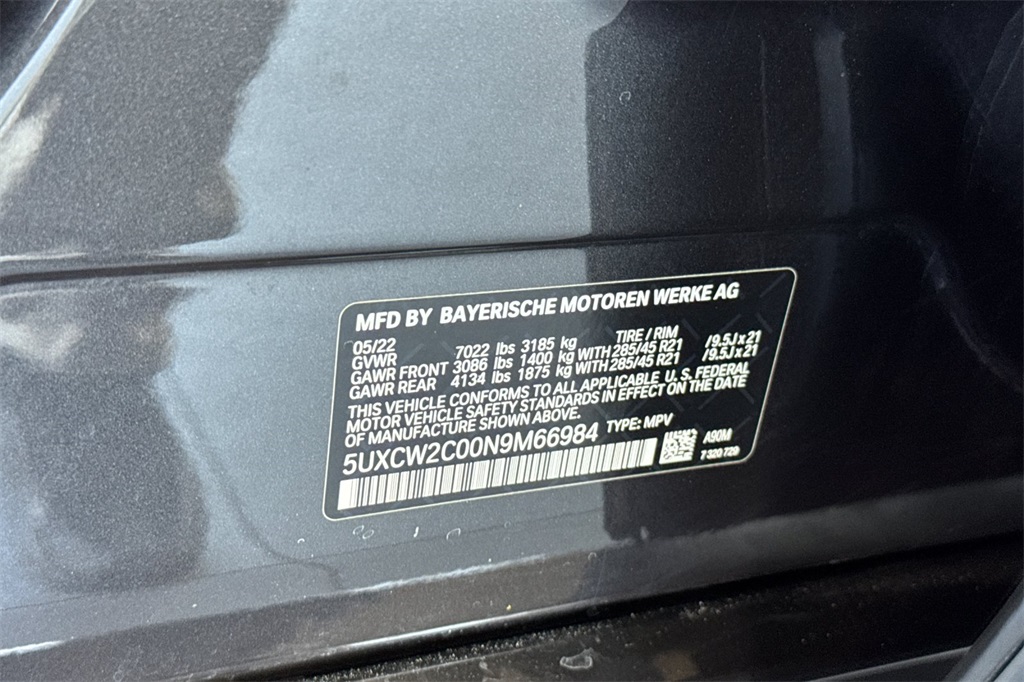 MFD BY BAYERISCHE MOTOREN WERKE AG
05/22 TIRE / RIM
GVWR 7022 lbs 3185 kg
GAWR FRONT 3086 lbs 1400 kg WITH 285/45 R21 /9.5J x 21
GAWR REAR 4134 lbs 1875 kg WITH 285/45 R21 /9.5J x 21
THIS VEHICLE CONFORMS TO ALL APPLICABLE U. S. FEDERAL
MOTOR VEHICLE SAFETY STANDARDS IN EFFECT ON THE DATE
OF MANUFACTURE SHOWN ABOVE.
5UXCW2C00N9M66984 TYPE: MPV
A90M
7 320 729